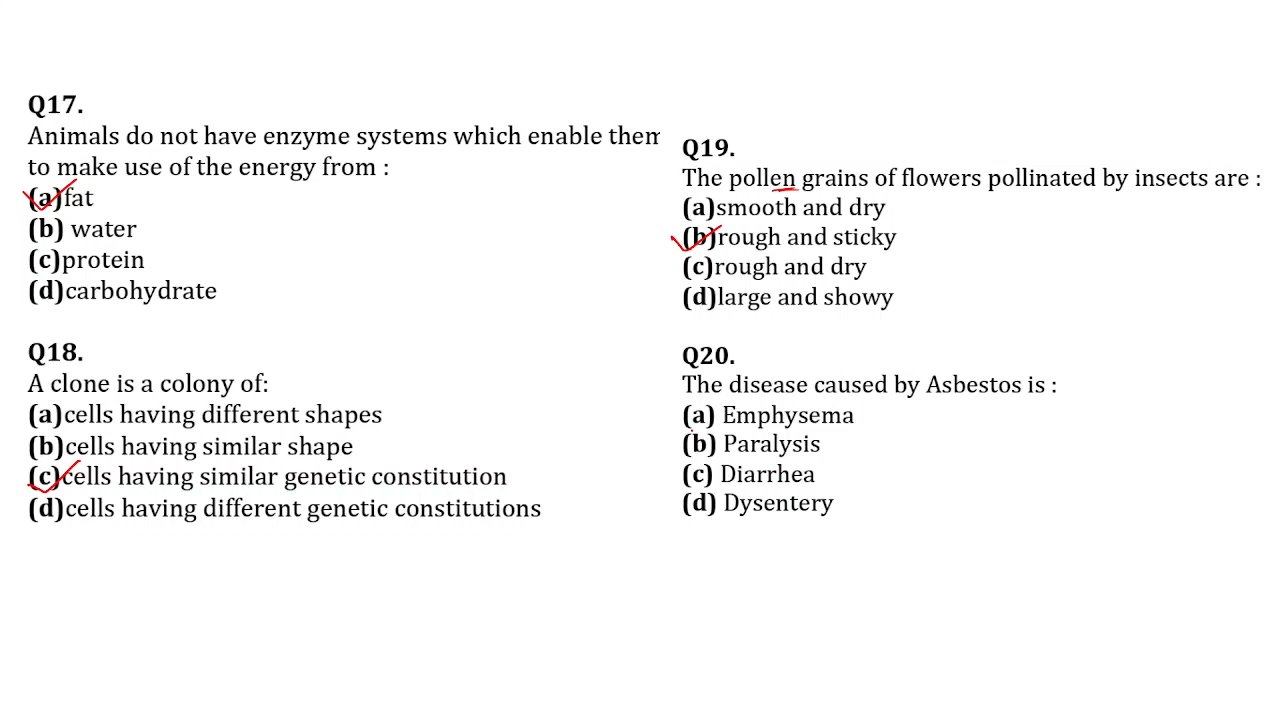 Q17.
Animals do not have enzyme systems which enable them
to make use of the energy from :
(a)fat
(b) water
(c)protein
(d)carbohydrate
Q18.
A clone is a colony of:
(a)cells having different shapes
(b)cells having similar shape
(c)cells having similar genetic constitution
(d)cells having different genetic constitutions
Q19.
The pollen grains of flowers pollinated by insects are :
(a)smooth and dry
(b)rough and sticky
(c)rough and dry
(d)large and showy
Q20.
The disease caused by Asbestos is :
(a) Emphysema
(b) Paralysis
(c) Diarrhea
(d) Dysentery